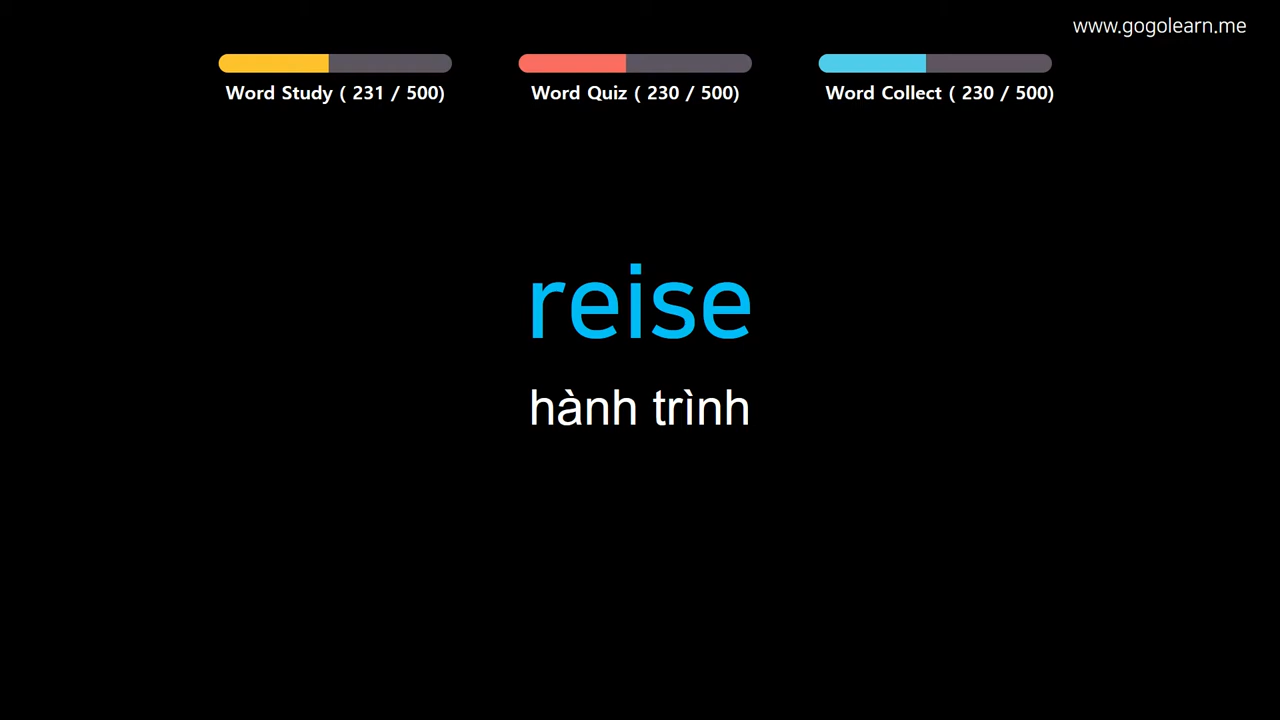 www.gogolearn.me
Word Study ( 231 / 500)
Word Quiz ( 230 / 500)
Word Collect ( 230 / 500)
reise
hành trình